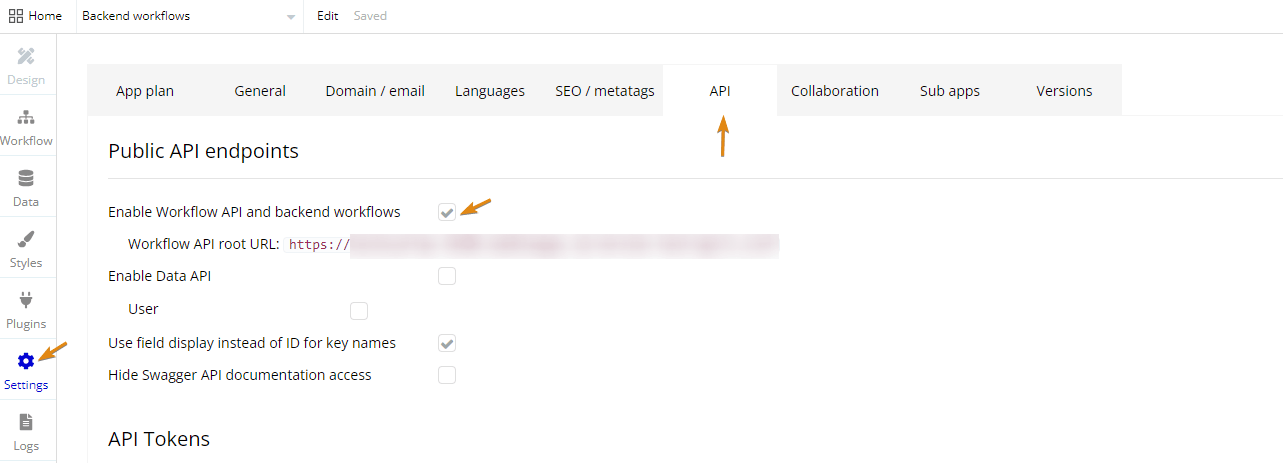 Home Backend workflows Edit Saved
Design
Workflow
Data
Styles
Plugins
Settings
Logs
App plan General Domain / email Languages SEO / metatags API Collaboration Sub apps Versions
Public API endpoints
Enable Workflow API and backend workflows
Workflow API root URL: https://
Enable Data API
User
Use field display instead of ID for key names
Hide Swagger API documentation access
API Tokens